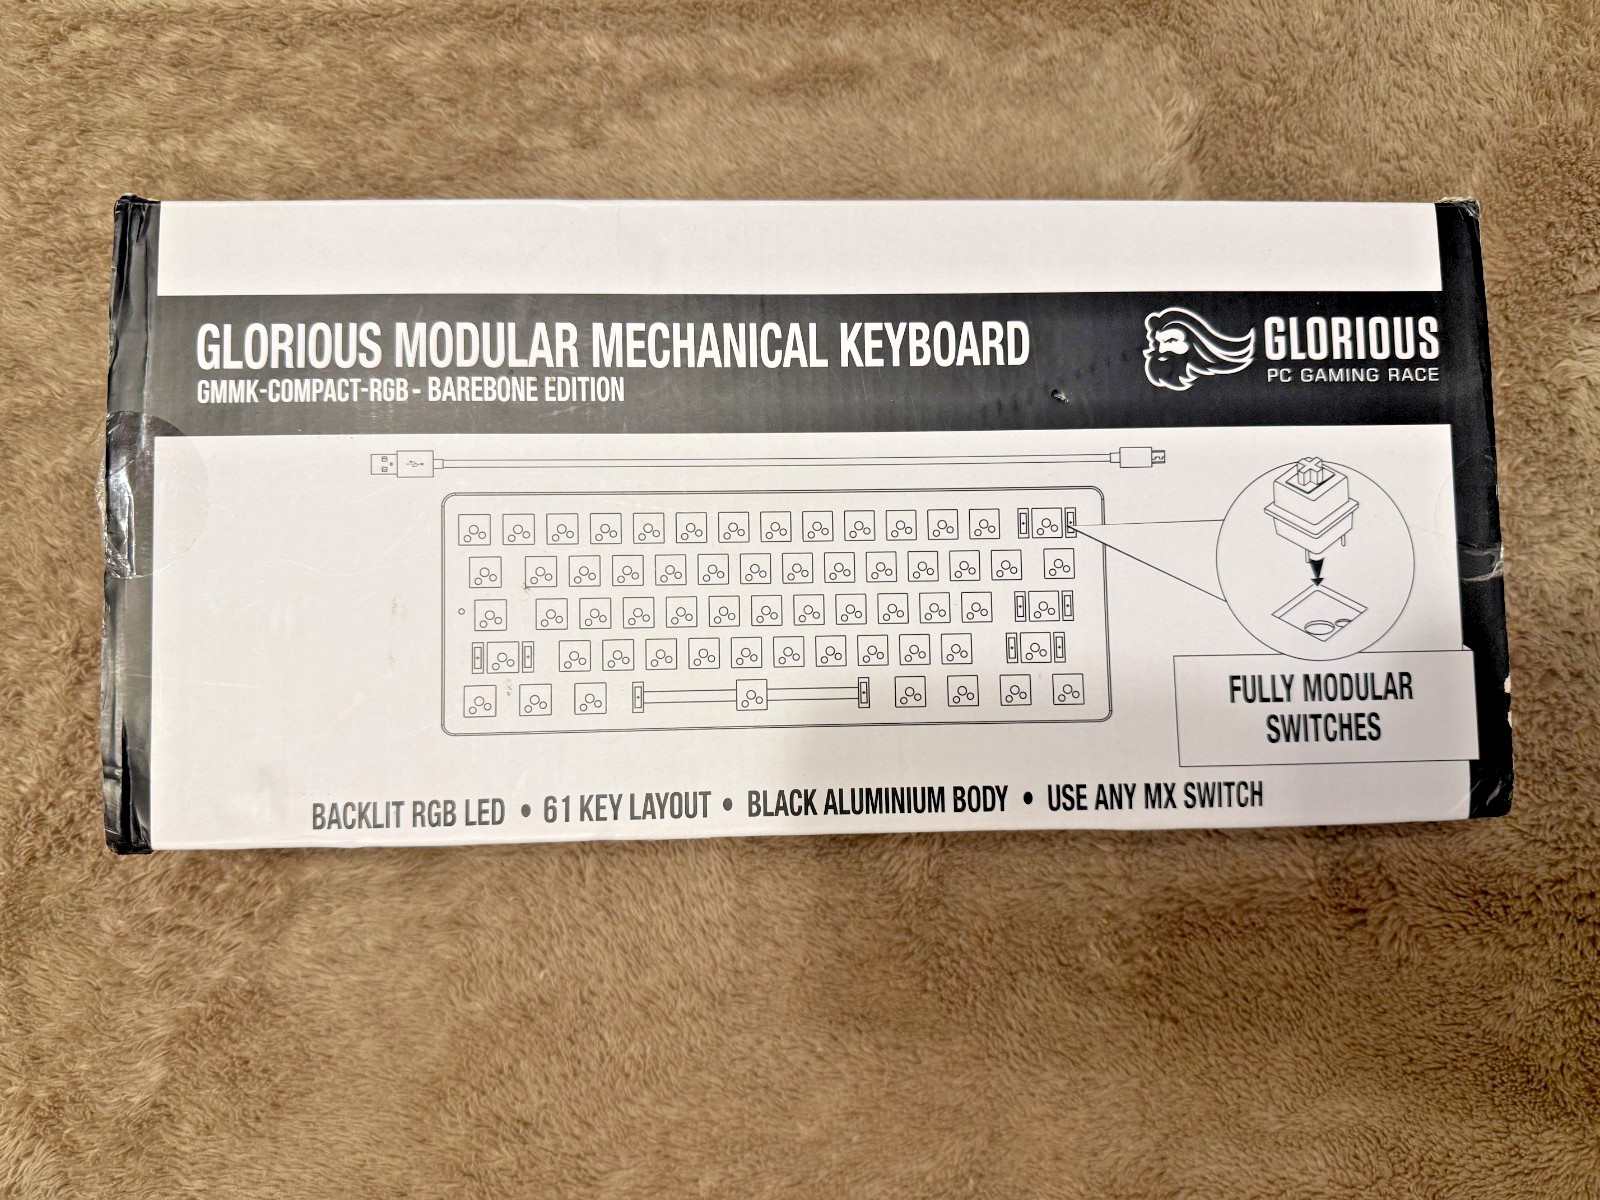 GLORIOUS MODULAR MECHANICAL KEYBOARD
GMMK-COMPACT-RGB - BAREBONE EDITION
GLORIOUS
PC GAMING RACE
FULLY MODULAR
SWITCHES
BACKLIT RGB LED • 61 KEY LAYOUT • BLACK ALUMINIUM BODY • USE ANY MX SWITCH